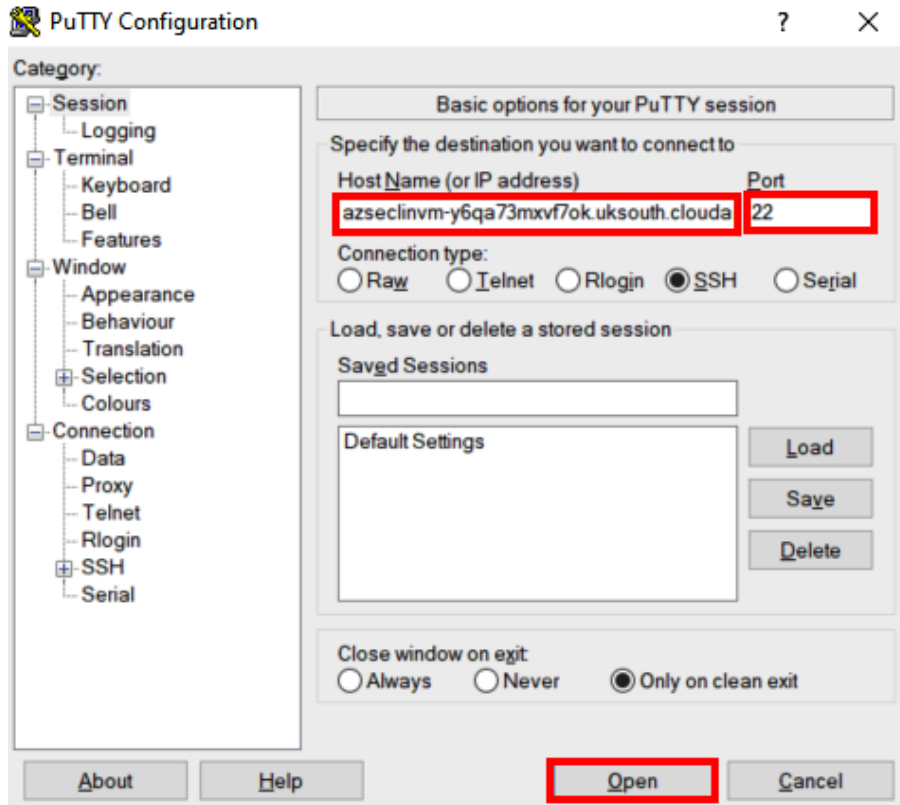 PuTTY Configuration
? ×
Category:
Session
Logging
Terminal
Keyboard
Bell
Features
Window
Appearance
Behaviour
Translation
Selection
Colours
Connection
Data
Proxy
Telnet
Rlogin
SSH
Serial
Basic options for your PuTTY session
Specify the destination you want to connect to
Host Name (or IP address) Port
azseclinvm-y6qa73mxvf7ok.uksouth.clouda 22
Connection type:
Raw Telnet Rlogin SSH Serial
Load, save or delete a stored session
Saved Sessions
Default Settings
Load
Save
Delete
Close window on exit
Always Never Only on clean exit
About Help Open Cancel